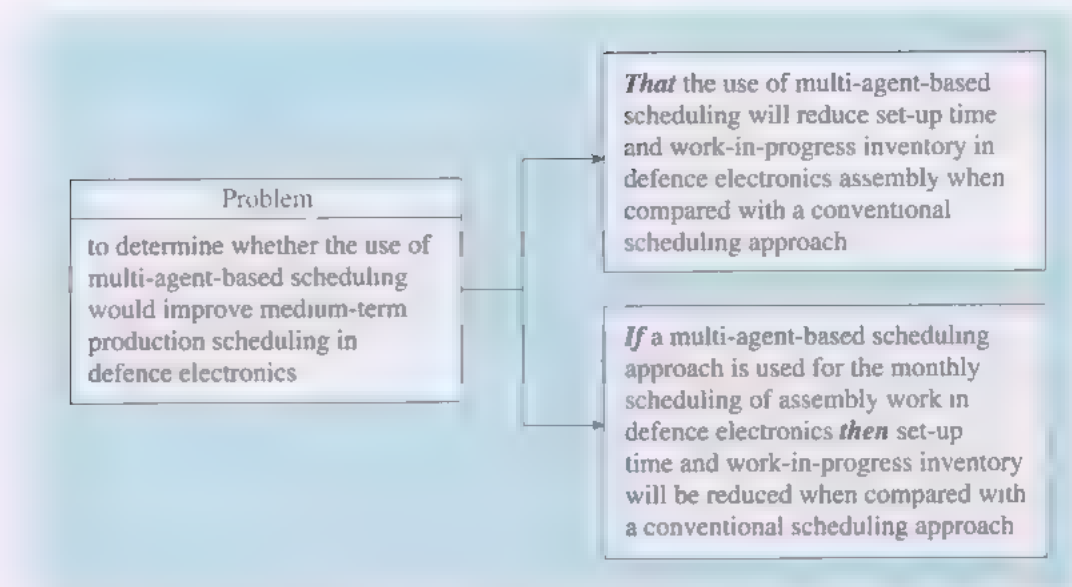 Problem
to determine whether the use of
multi-agent-based scheduling
would improve medium-term
production scheduling in
defence electronics
That the use of multi-agent-based
scheduling will reduce set-up time
and work-in-progress inventory in
defence electronics assembly when
compared with a conventional
scheduling approach
If a multi-agent-based scheduling
approach is used for the monthly
scheduling of assembly work in
defence electronics then set-up
time and work-in-progress inventory
will be reduced when compared with
a conventional scheduling approach